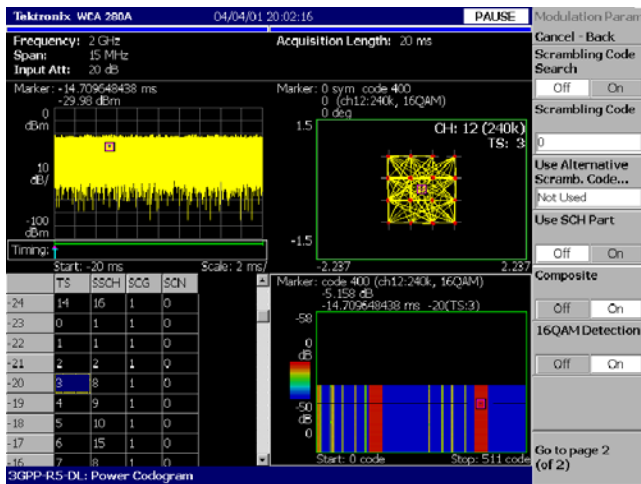 Tektronix WCA 280A 04/04/01 20:02:16 PAUSE
Frequency: 2 GHz
Span: 15 MHz
Input Att: 20 dB
Acquisition Length: 20 ms
Marker: -14.709648438 ms
-29.98 dBm
0
dBm
10
dB/
-100
dBm
Timing:
Start: -20 ms Scale: 2 ms/
Marker: 0 sym code 400
0 (ch12:240k, 16QAM)
0 deg
1.5
CH: 12 (240k)
TS: 3
-1.5
-2.237 2.237
TS SSCH SCG SCN
-24 14 16 1 0
-23 0 1 1 0
-22 1 1 1 0
-21 2 2 1 0
-20 3 8 1 0
-19 4 9 1 0
-18 5 10 1 0
-17 6 15 1 0
-16 7 8 1 0
Marker: code 400 (ch12:240k, 16QAM)
-5.158 dB
-14.709648438 ms -20(TS:3)
-58
0
dB
-50
dB
0
Start: 0 code Stop: 511 code
3GPP-R5-DL: Power Codogram
Modulation Param
Cancel - Back
Scrambling Code
Search
Off On
Scrambling Code
0
Use Alternative
Scramb. Code...
Not Used
Use SCH Part
Off On
Composite
Off On
16QAM Detection
Off On
Go to page 2
(of 2)